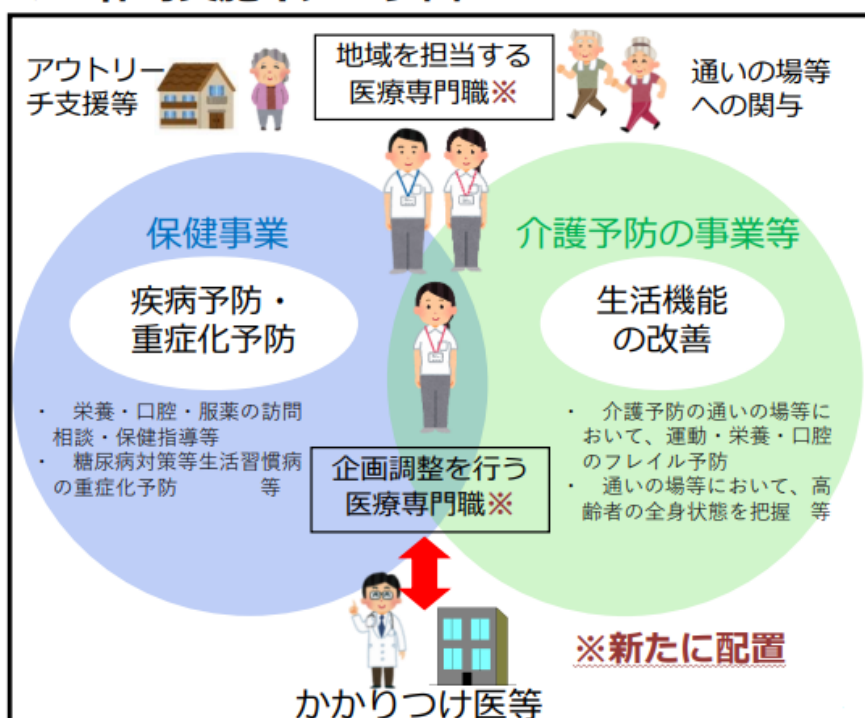 アウトリー
チ支援等
地域を担当する
医療専門職※
通いの場等
への関与
保健事業
介護予防の事業等
疾病予防・
重症化予防
生活機能
の改善
・ 栄養・口腔・服薬の訪問
相談・保健指導等
・ 糖尿病対策等生活習慣病
の重症化予防 等
・ 介護予防の通いの場等に
おいて、運動・栄養・口腔
のフレイル予防
・ 通いの場等において、高
齢者の全身状態を把握 等
企画調整を行う
医療専門職※
※新たに配置
かかりつけ医等